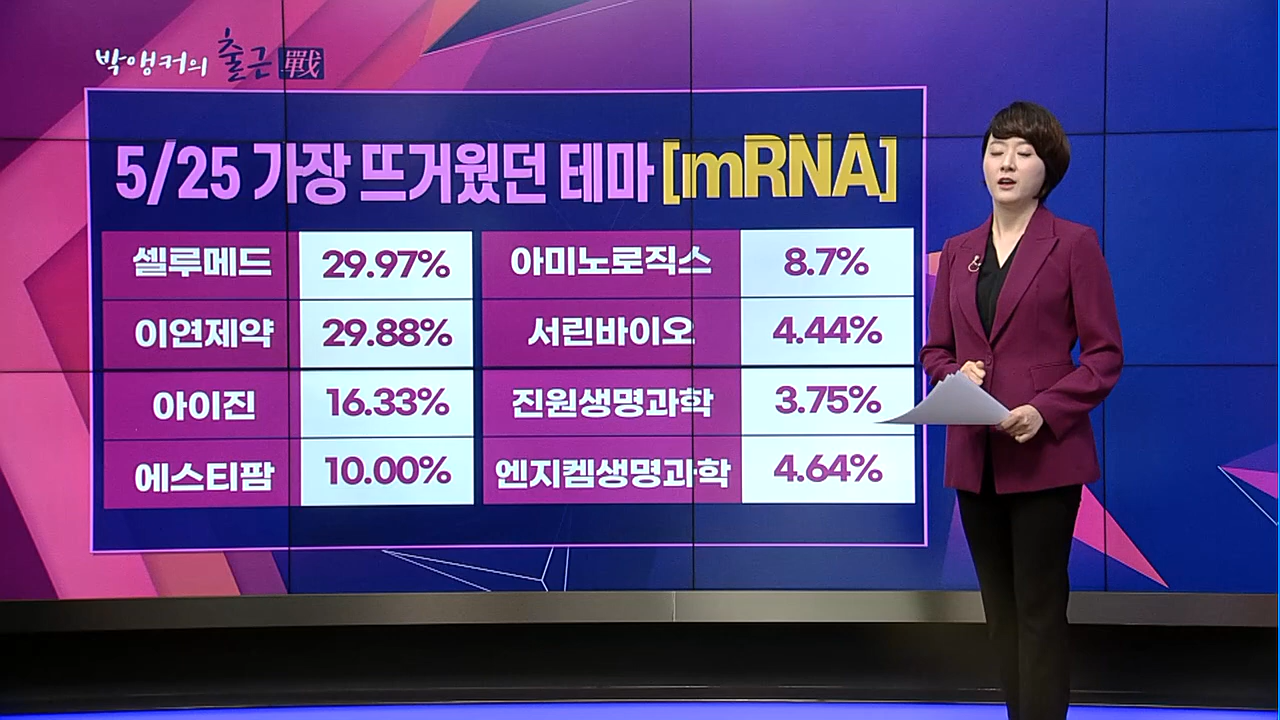 박앵커의 출근戰
5/25 가장 뜨거웠던 테마 [mRNA]
셀루메드 29.97% 아미노로직스 8.7%
이연제약 29.88% 서린바이오 4.44%
아이진 16.33% 진원생명과학 3.75%
에스티팜 10.00% 엔지켐생명과학 4.64%